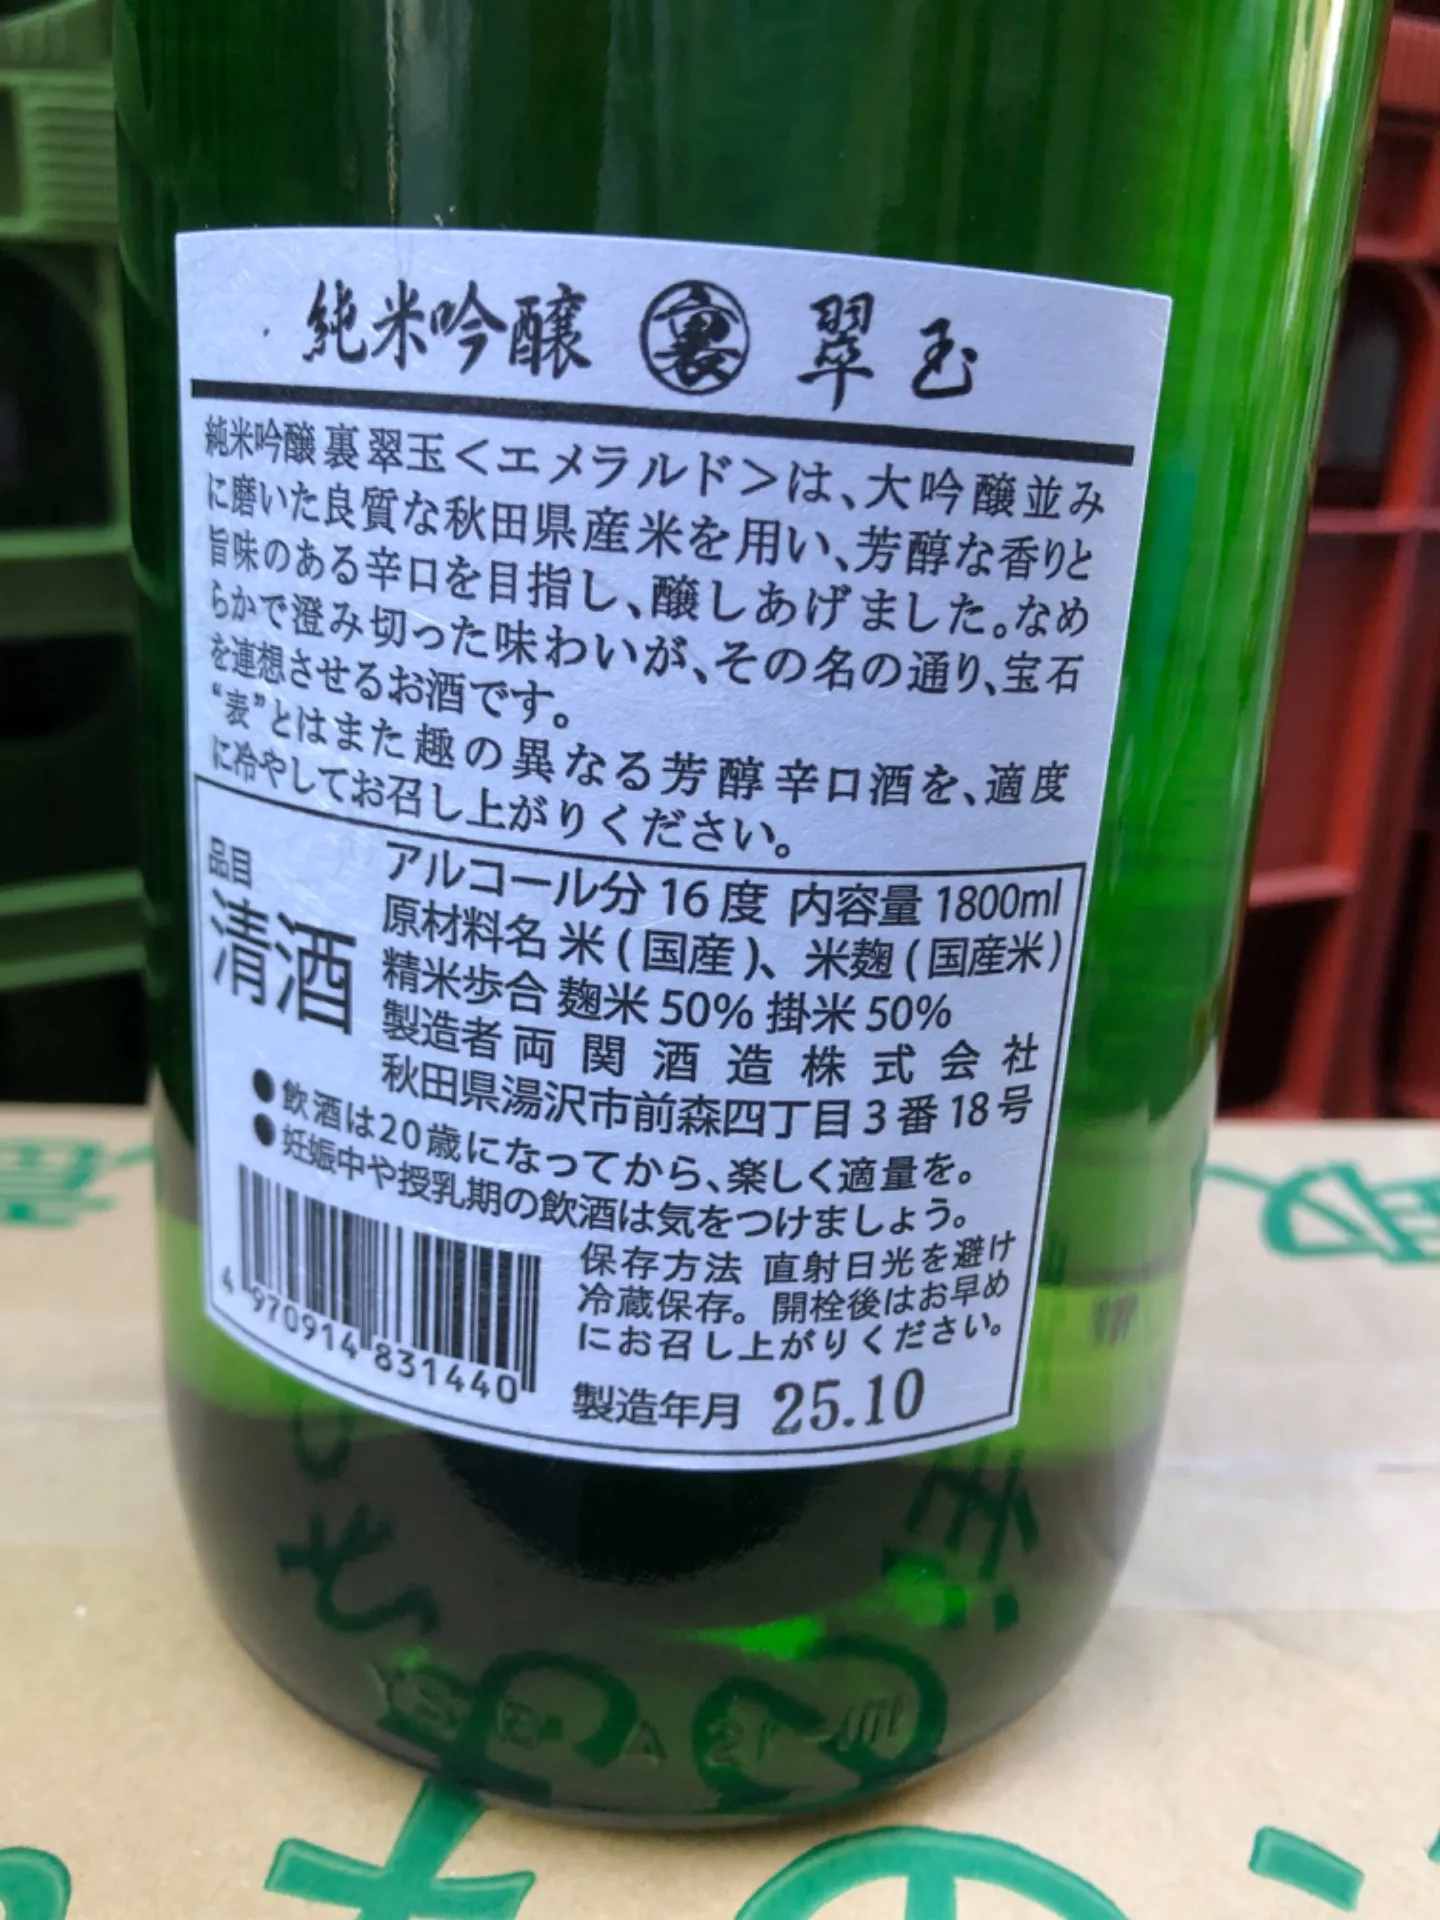 純米吟醸 裏 翠玉
純米吟醸 裏 翠玉＜エメラルド＞は、大吟醸並み
に磨いた良質な秋田県産米を用い、芳醇な香りと
旨味のある辛口を目指し、醸しあげました。なめ
らかで澄み切った味わいが、その名の通り、宝石
を連想させるお酒です。
“表”とはまた趣の異なる芳醇辛口酒を、適度
に冷やしてお召し上がりください。
品目
清酒
アルコール分 16 度 内容量 1800ml
原材料名 米 ( 国産 )、米麹 ( 国産米 )
精米歩合 麹米 50% 掛米 50%
製造者 両関酒造株式会社
秋田県湯沢市前森四丁目 3 番 18 号
●飲酒は20歳になってから、楽しく適量を。
●妊娠中や授乳期の飲酒は気をつけましょう。
保存方法 直射日光を避け
冷蔵保存。開栓後はお早め
にお召し上がりください。
4 970914 831440
製造年月 25.10